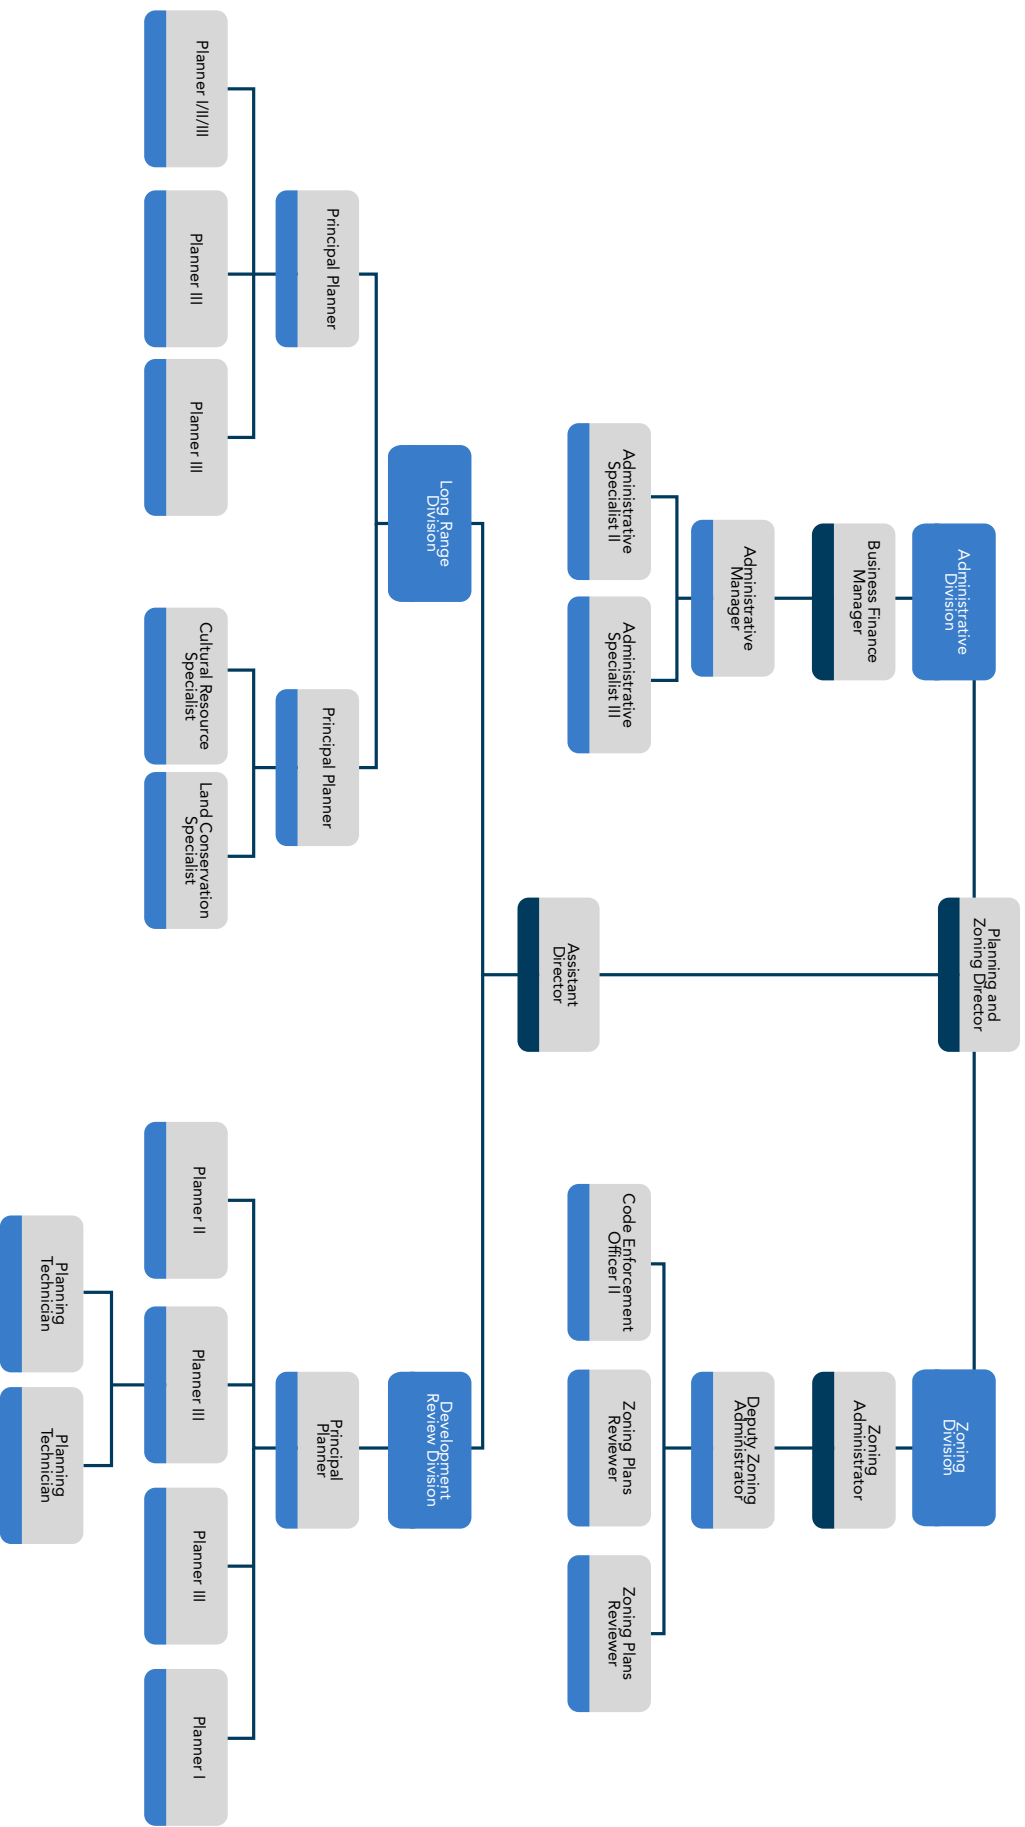 Planning and
Zoning Director
Administrative
Division
Zoning
Division
Business Finance
Manager
Zoning
Administrator
Administrative
Manager
Deputy Zoning
Administrator
Administrative
Specialist II
Administrative
Specialist III
Code Enforcement
Officer II
Zoning Plans
Reviewer
Zoning Plans
Reviewer
Assistant
Director
Long Range
Division
Development
Review Division
Principal Planner
Principal Planner
Principal
Planner
Planner I/II/III
Planner III
Planner III
Cultural Resource
Specialist
Land Conservation
Specialist
Planner II
Planner III
Planner III
Planner I
Planning
Technician
Planning
Technician